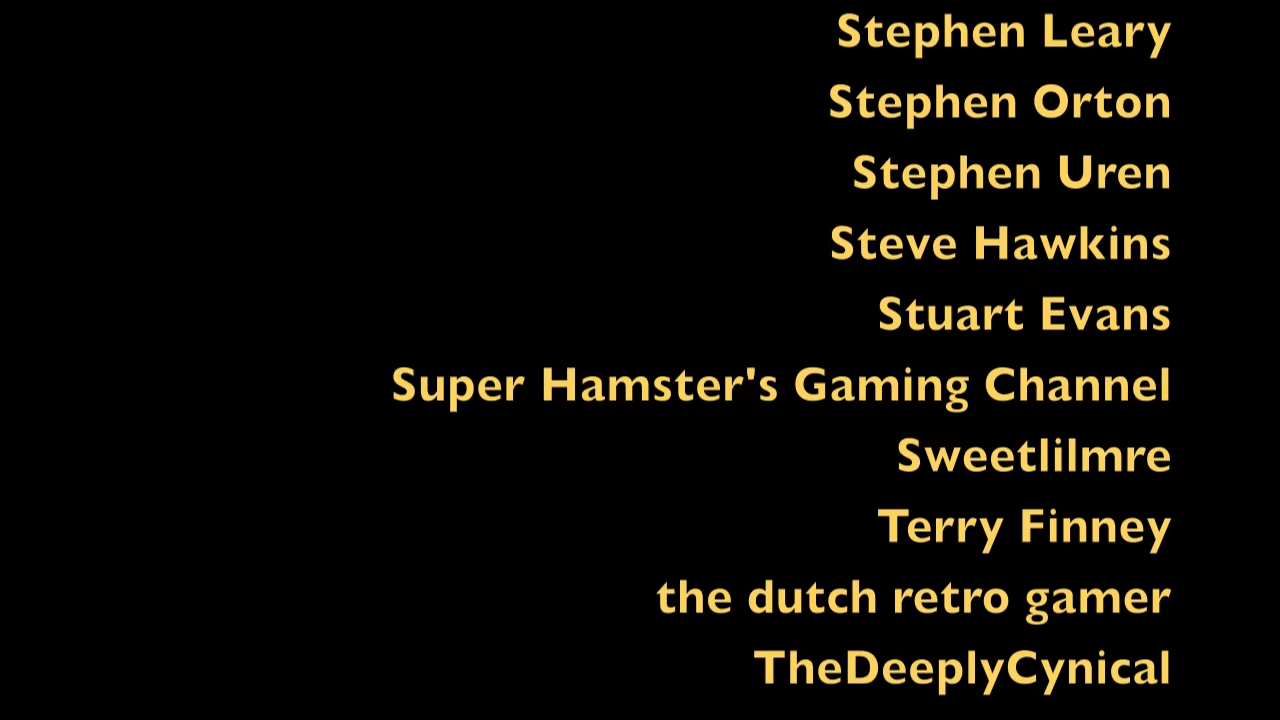 Stephen Leary
Stephen Orton
Stephen Uren
Steve Hawkins
Stuart Evans
Super Hamster's Gaming Channel
Sweetlilmre
Terry Finney
the dutch retro gamer
TheDeeplyCynical